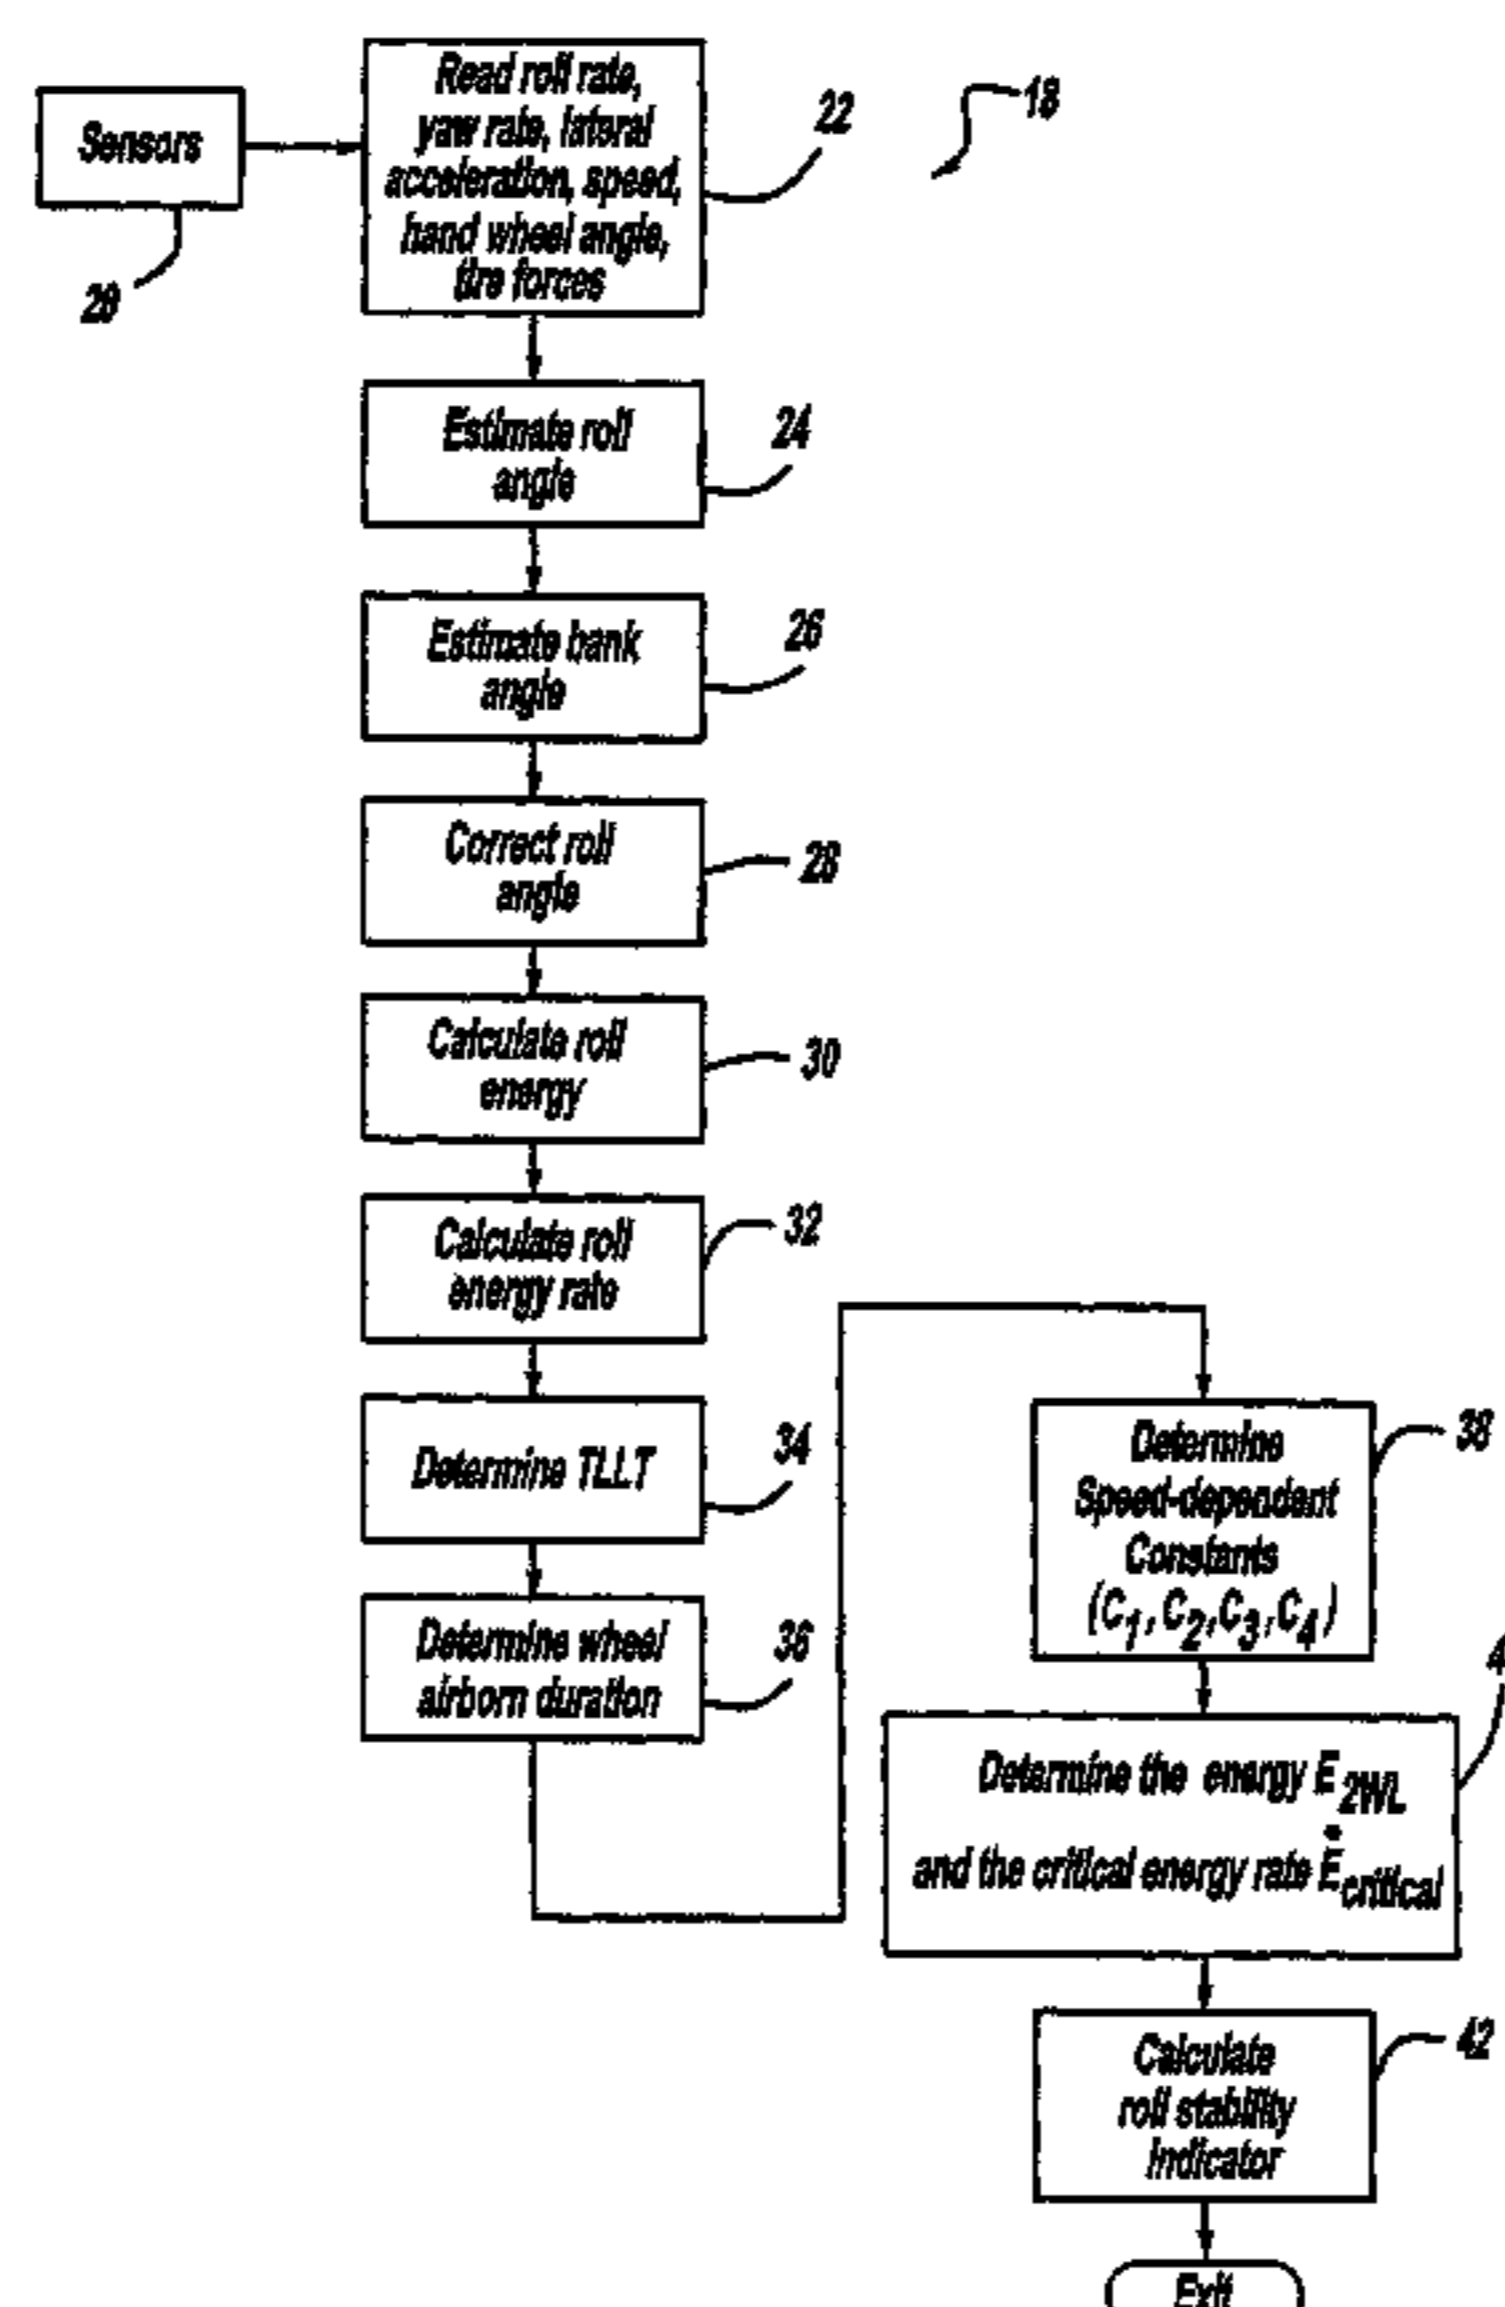 Read roll rate,
yaw rate, lateral
acceleration, speed,
hand wheel angle,
tire forces
Sensors
20
22
18
Estimate roll
angle
24
Estimate bank
angle
26
Correct roll
angle
28
Calculate roll
energy
30
Calculate roll
energy rate
32
Determine TLLT
34
Determine wheel
airborn duration
36
Determine
Speed-dependent
Constants
(C1, C2, C3, C4)
38
Determine the energy E2WL
and the critical energy rate Ėcritical
Calculate
roll stability
indicator
42
Exit